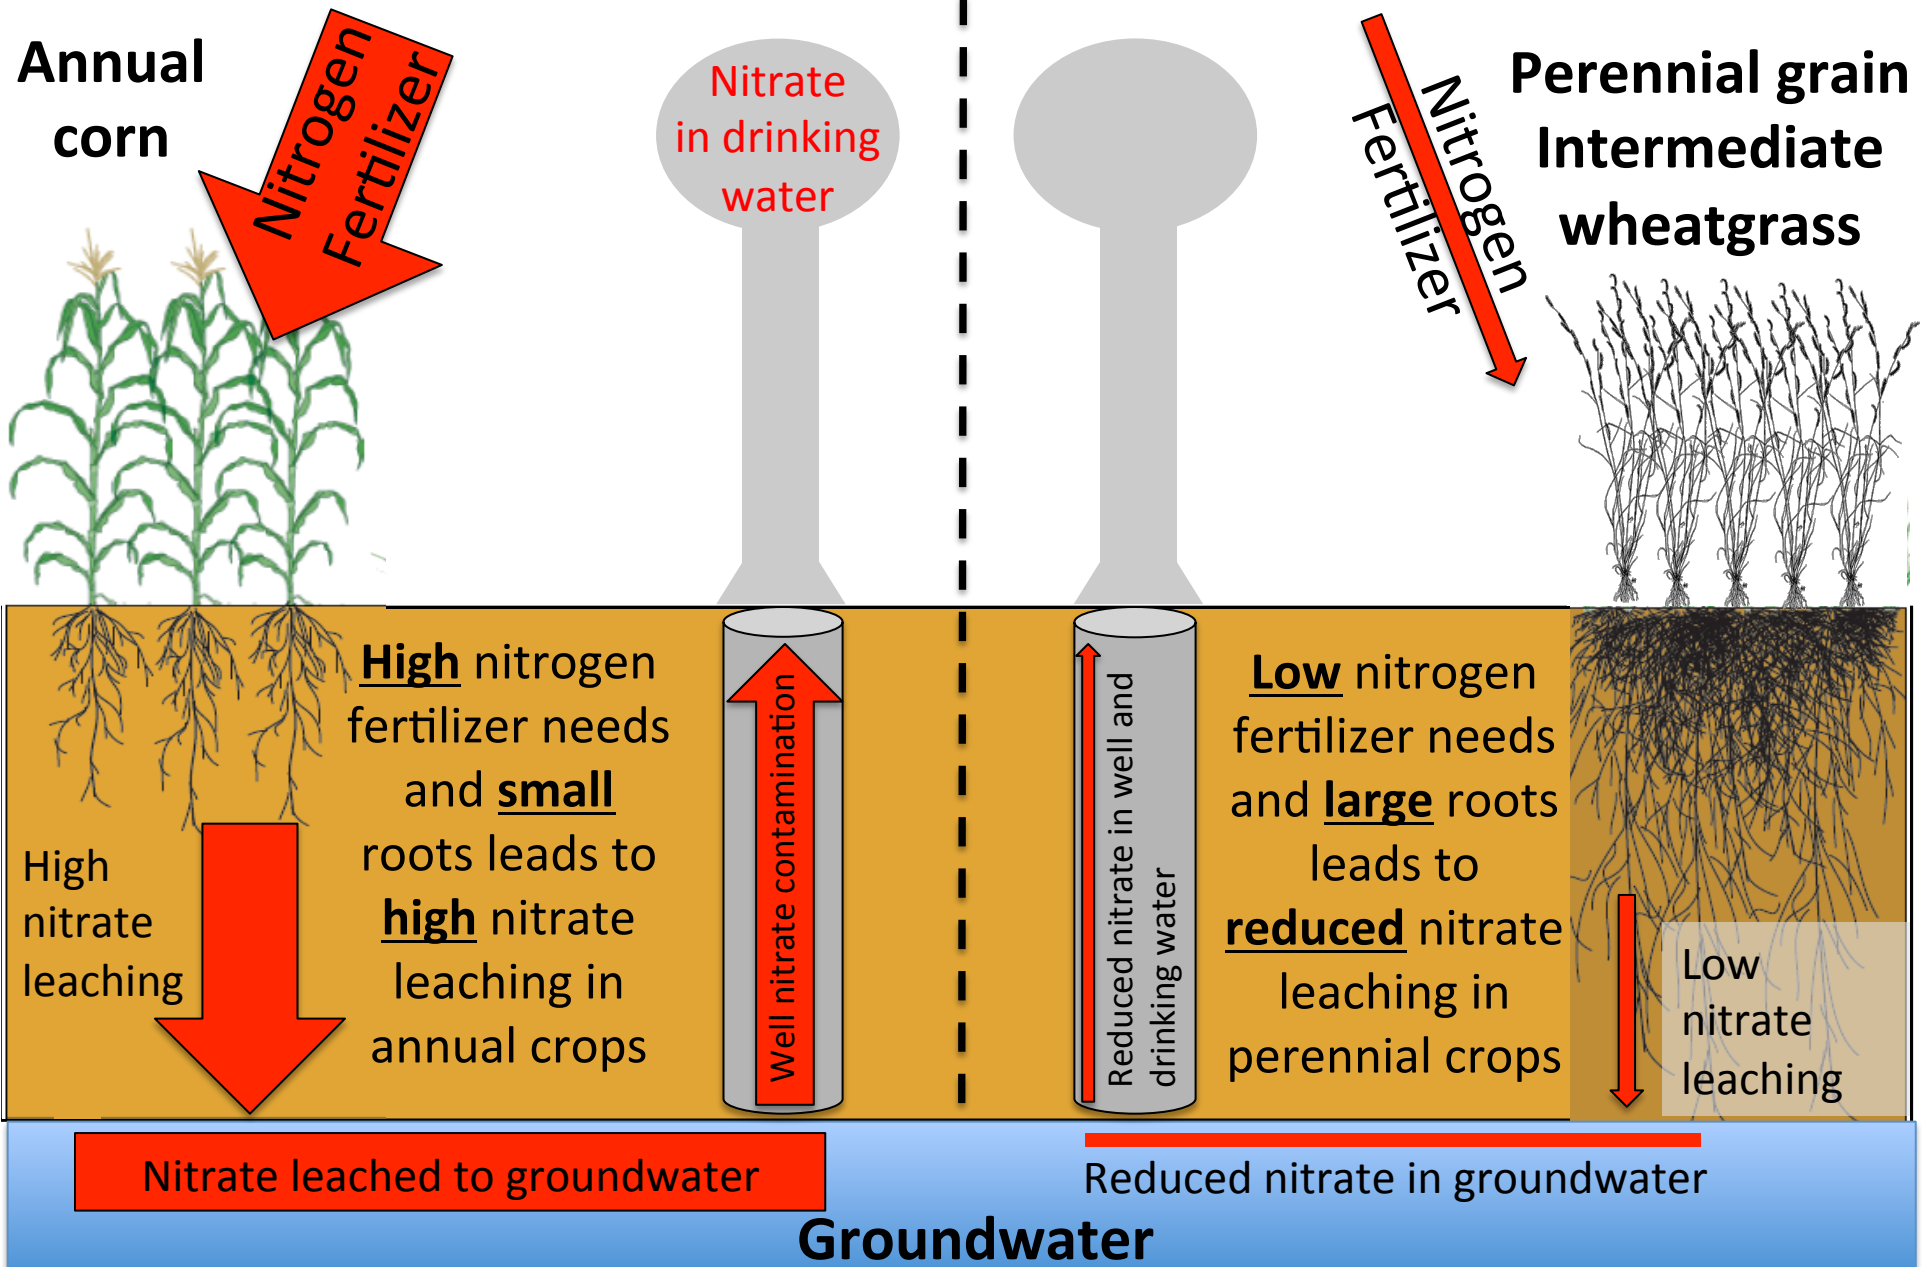 Annual
corn
Nitrogen
Fertilizer
Nitrate
in drinking
water
Nitrogen
Fertilizer
Perennial grain
Intermediate
wheatgrass
High nitrogen
fertilizer needs
and small
roots leads to
high nitrate
leaching in
annual crops
High
nitrate
leaching
Well nitrate contamination
Reduced nitrate in well and
drinking water
Low nitrogen
fertilizer needs
and large roots
leads to
reduced nitrate
leaching in
perennial crops
Low
nitrate
leaching
Nitrate leached to groundwater
Reduced nitrate in groundwater
Groundwater